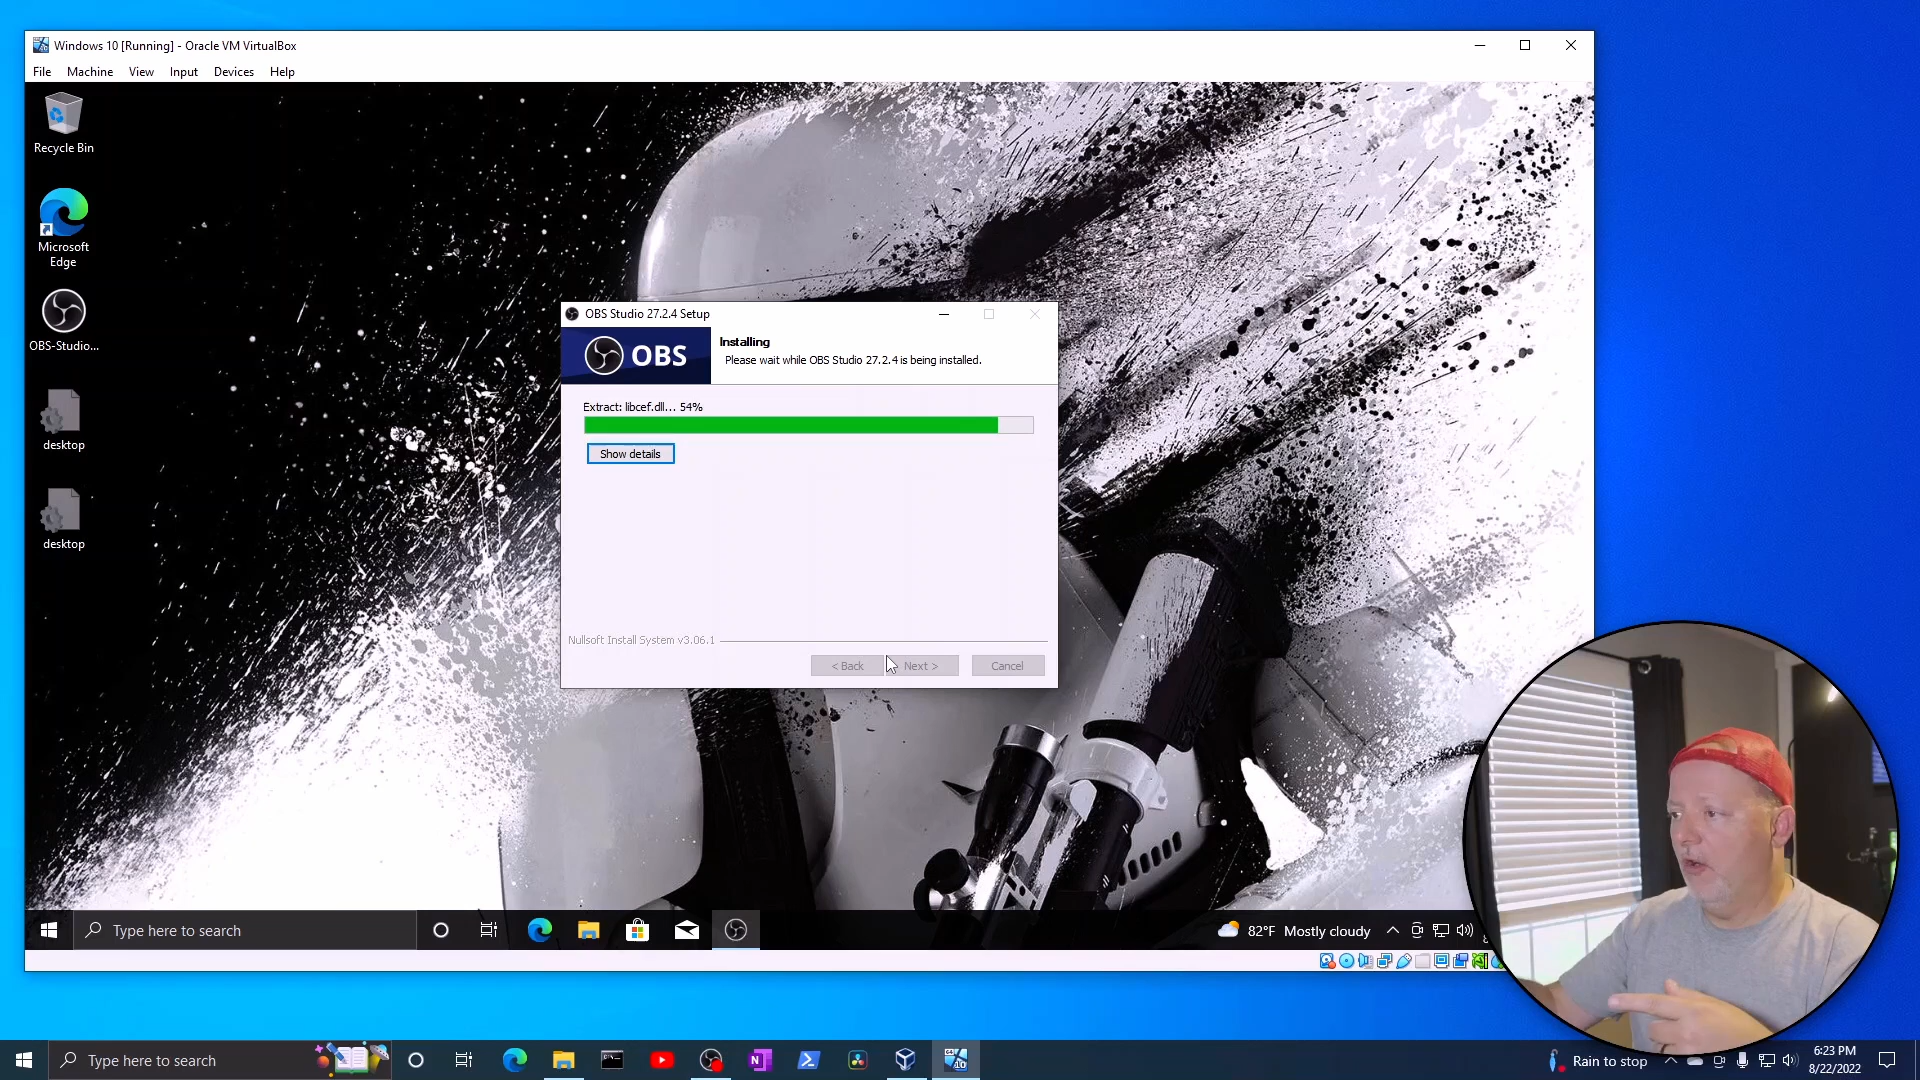 Windows 10 [Running] - Oracle VM VirtualBox
File Machine View Input Devices Help
Recycle Bin
Microsoft
Edge
OBS-Studio...
desktop
desktop
OBS Studio 27.2.4 Setup
OBS
Installing
Please wait while OBS Studio 27.2.4 is being installed.
Extract: libcef.dll... 54%
Show details
Nullsoft Install System v3.06.1
< Back
Next >
Cancel
Type here to search
82°F Mostly cloudy
Type here to search
Rain to stop
6:23 PM
8/22/2022